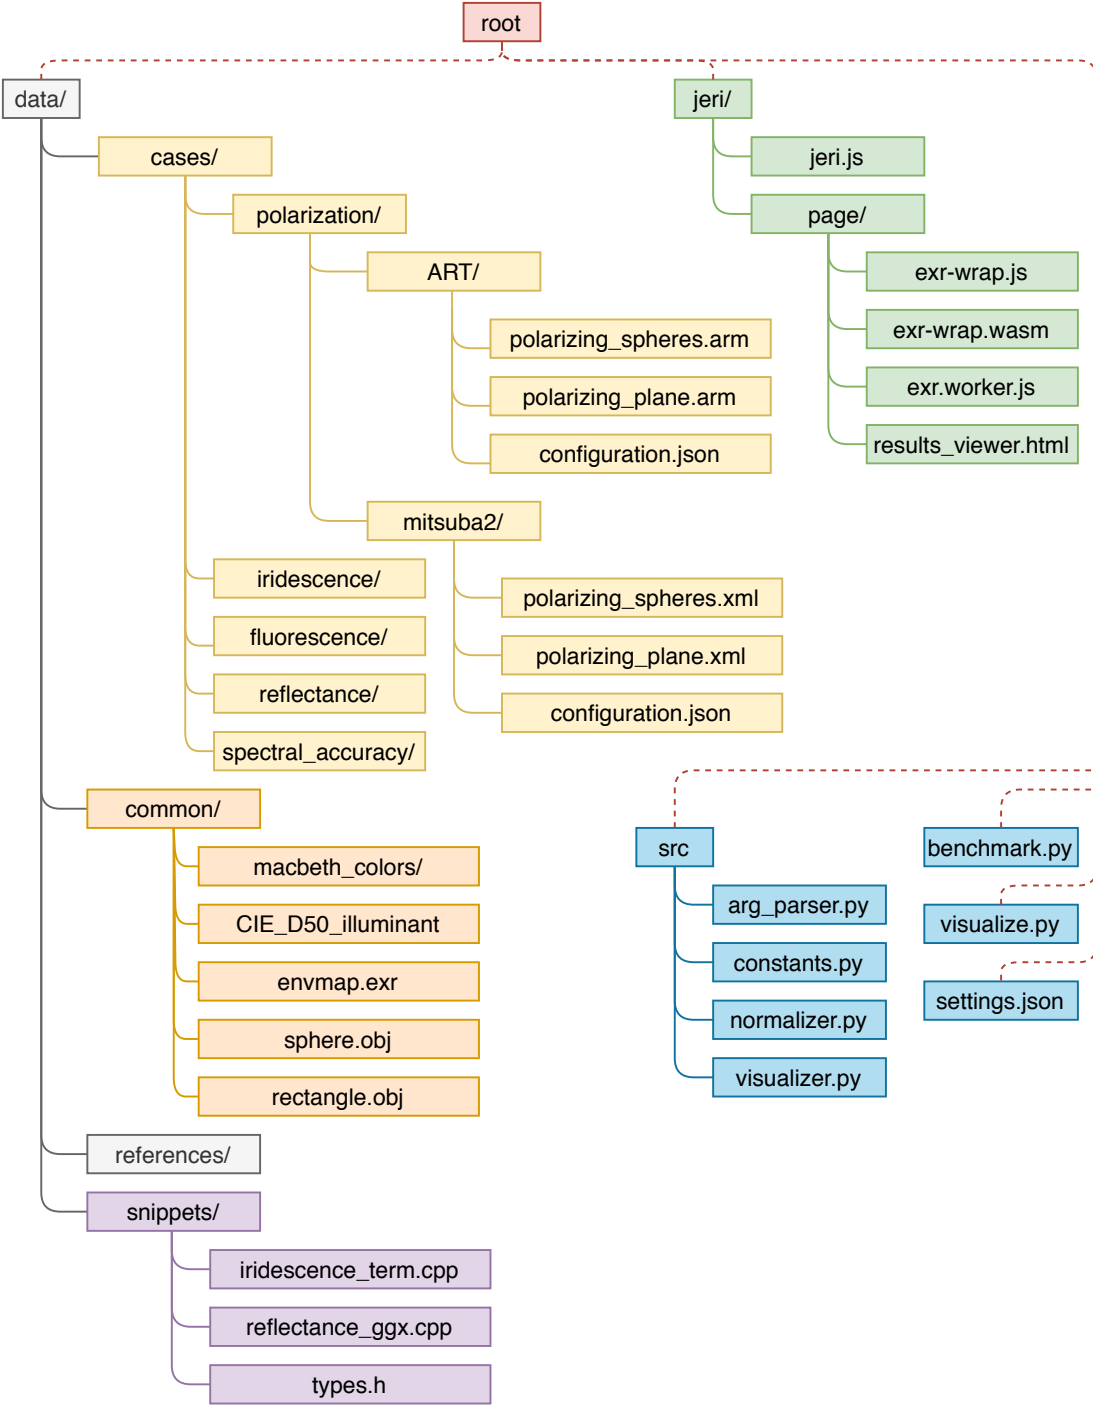 root
data/
cases/
polarization/
ART/
polarizing_spheres.arm
polarizing_plane.arm
configuration.json
mitsuba2/
polarizing_spheres.xml
polarizing_plane.xml
configuration.json
iridescence/
fluorescence/
reflectance/
spectral_accuracy/
common/
macbeth_colors/
CIE_D50_illuminant
envmap.exr
sphere.obj
rectangle.obj
references/
snippets/
iridescence_term.cpp
reflectance_ggx.cpp
types.h
jeri/
jeri.js
page/
exr-wrap.js
exr-wrap.wasm
exr.worker.js
results_viewer.html
src
arg_parser.py
constants.py
normalizer.py
visualizer.py
benchmark.py
visualize.py
settings.json